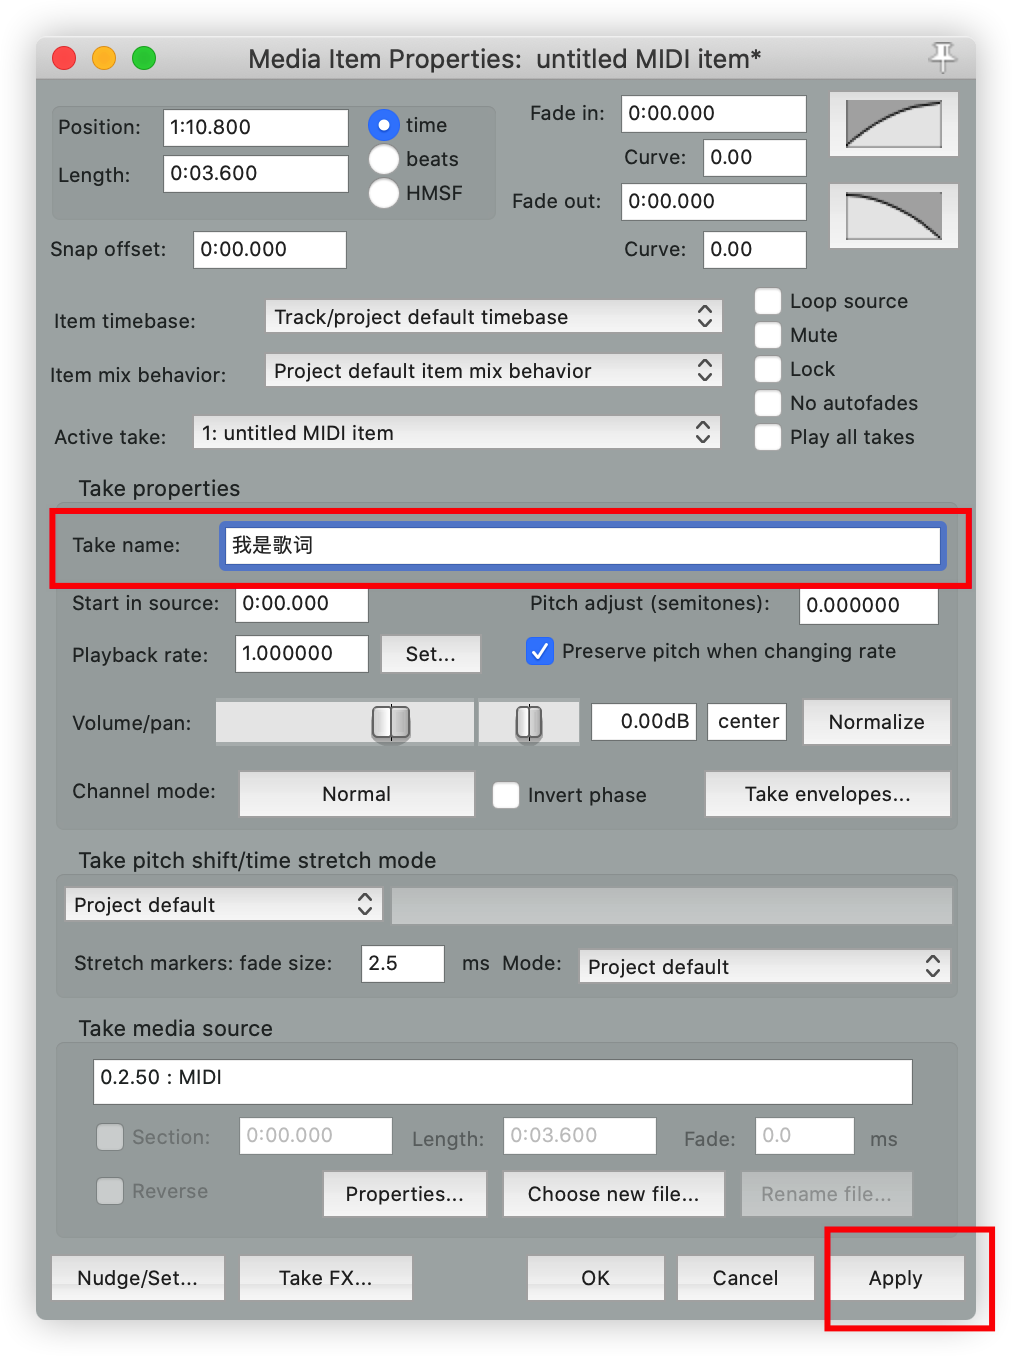 Media Item Properties:  untitled MIDI item*
Position: 1:10.800 time
beats
Length: 0:03.600
HMSF
Fade in: 0:00.000
Curve: 0.00
Fade out: 0:00.000
Curve: 0.00
Snap offset: 0:00.000
Item timebase: Track/project default timebase
Item mix behavior: Project default item mix behavior
Active take: 1: untitled MIDI item
Loop source
Mute
Lock
No autofades
Play all takes
Take properties
Take name: 我是歌词
Start in source: 0:00.000 Pitch adjust (semitones): 0.000000
Playback rate: 1.000000 Set... Preserve pitch when changing rate
Volume/pan: 0.00dB center Normalize
Channel mode: Normal Invert phase Take envelopes...
Take pitch shift/time stretch mode
Project default
Stretch markers: fade size: 2.5 ms Mode: Project default
Take media source
0.2.50 : MIDI
Section: 0:00.000 Length: 0:03.600 Fade: 0.0 ms
Reverse Properties... Choose new file... Rename file...
Nudge/Set... Take FX... OK Cancel Apply